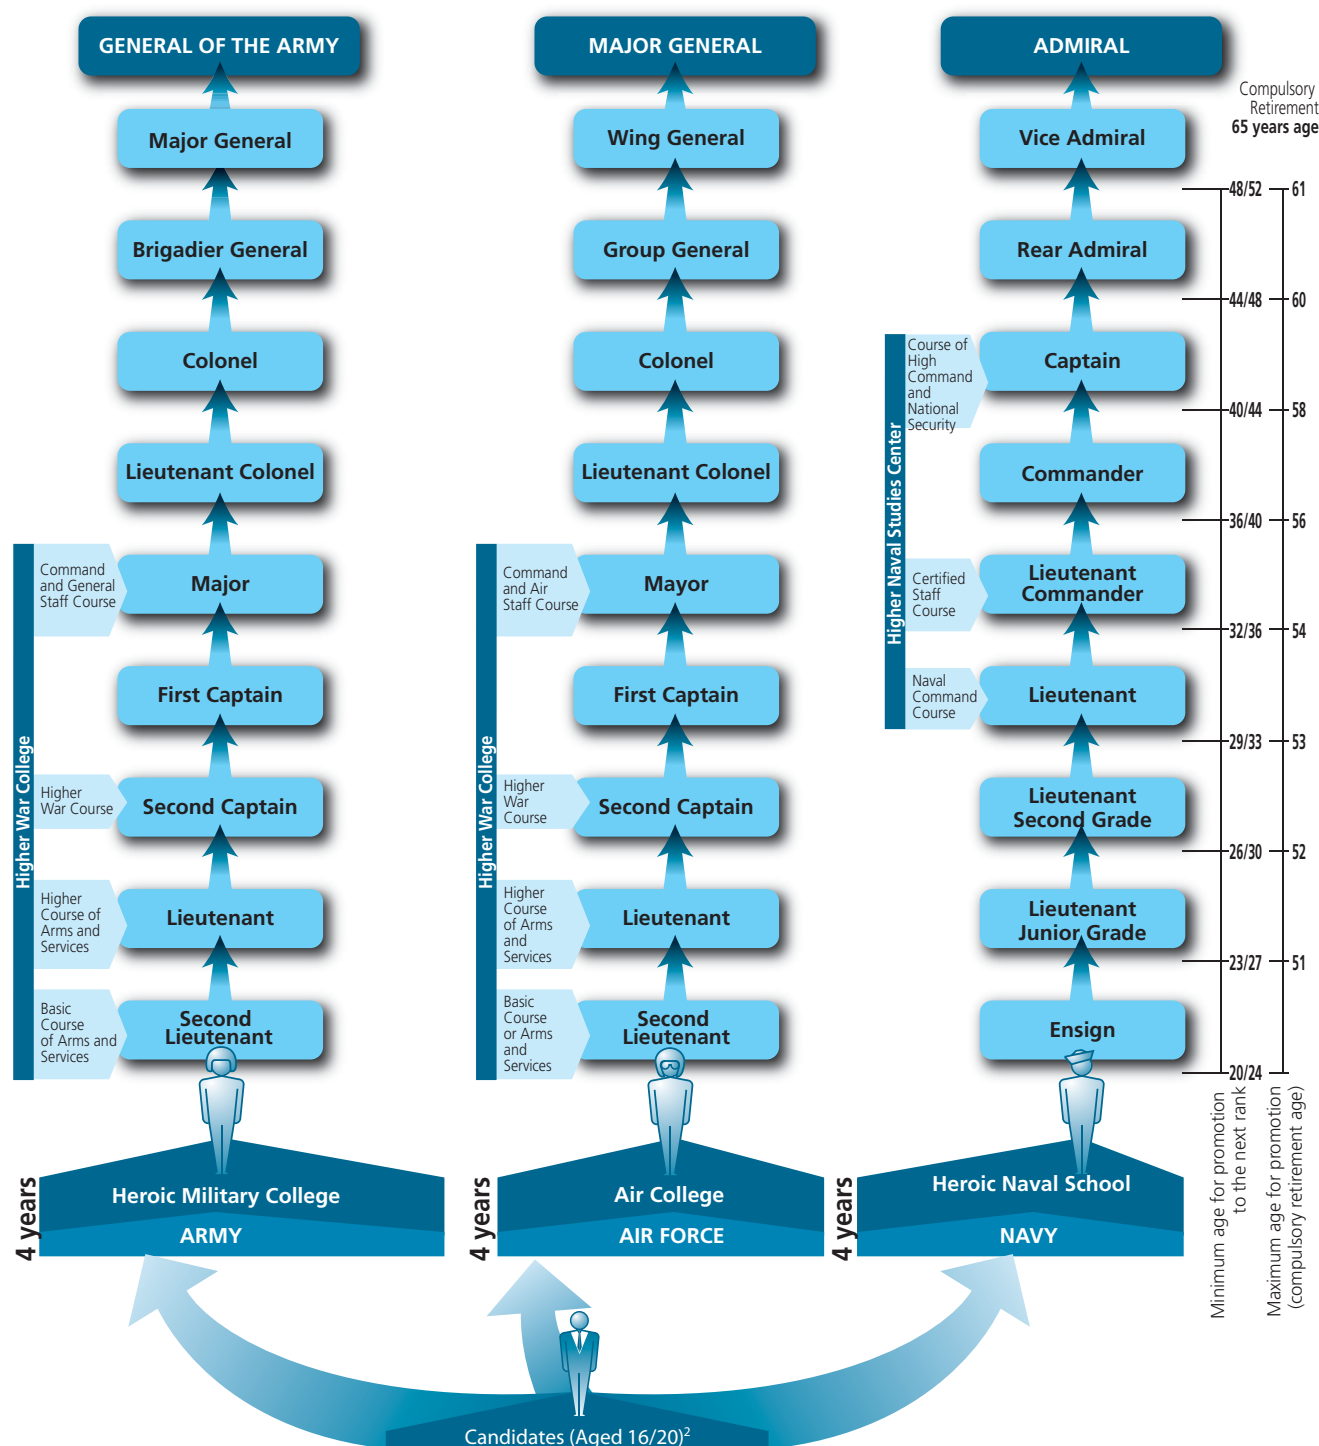 GENERAL OF THE ARMY
Major General
Brigadier General
Colonel
Lieutenant Colonel
Major
First Captain
Second Captain
Lieutenant
Second
Lieutenant
Higher War College
Command
and General
Staff Course
Higher
War Course
Higher
Course of
Arms and
Services
Basic
Course
of Arms and
Services
4 years
Heroic Military College
ARMY
MAJOR GENERAL
Wing General
Group General
Colonel
Lieutenant Colonel
Mayor
First Captain
Second Captain
Lieutenant
Second
Lieutenant
Higher War College
Command
and Air
Staff Course
Higher
War
Course
Higher
Course
of Arms
and
Services
Basic
Course
or Arms
and
Services
4 years
Air College
AIR FORCE
ADMIRAL
Vice Admiral
Rear Admiral
Captain
Commander
Lieutenant
Commander
Lieutenant
Lieutenant
Second Grade
Lieutenant
Junior Grade
Ensign
Higher Naval Studies Center
Course of
High
Command
and
National
Security
Certified
Staff
Course
Naval
Command
Course
4 years
Heroic Naval School
NAVY
Compulsory
Retirement
65 years age
48/52 61
44/48 60
40/44 58
36/40 56
32/36 54
29/33 53
26/30 52
23/27 51
20/24
Minimum age for promotion
to the next rank
Maximum age for promotion
(compulsory retirement age)
Candidates (Aged 16/20)2